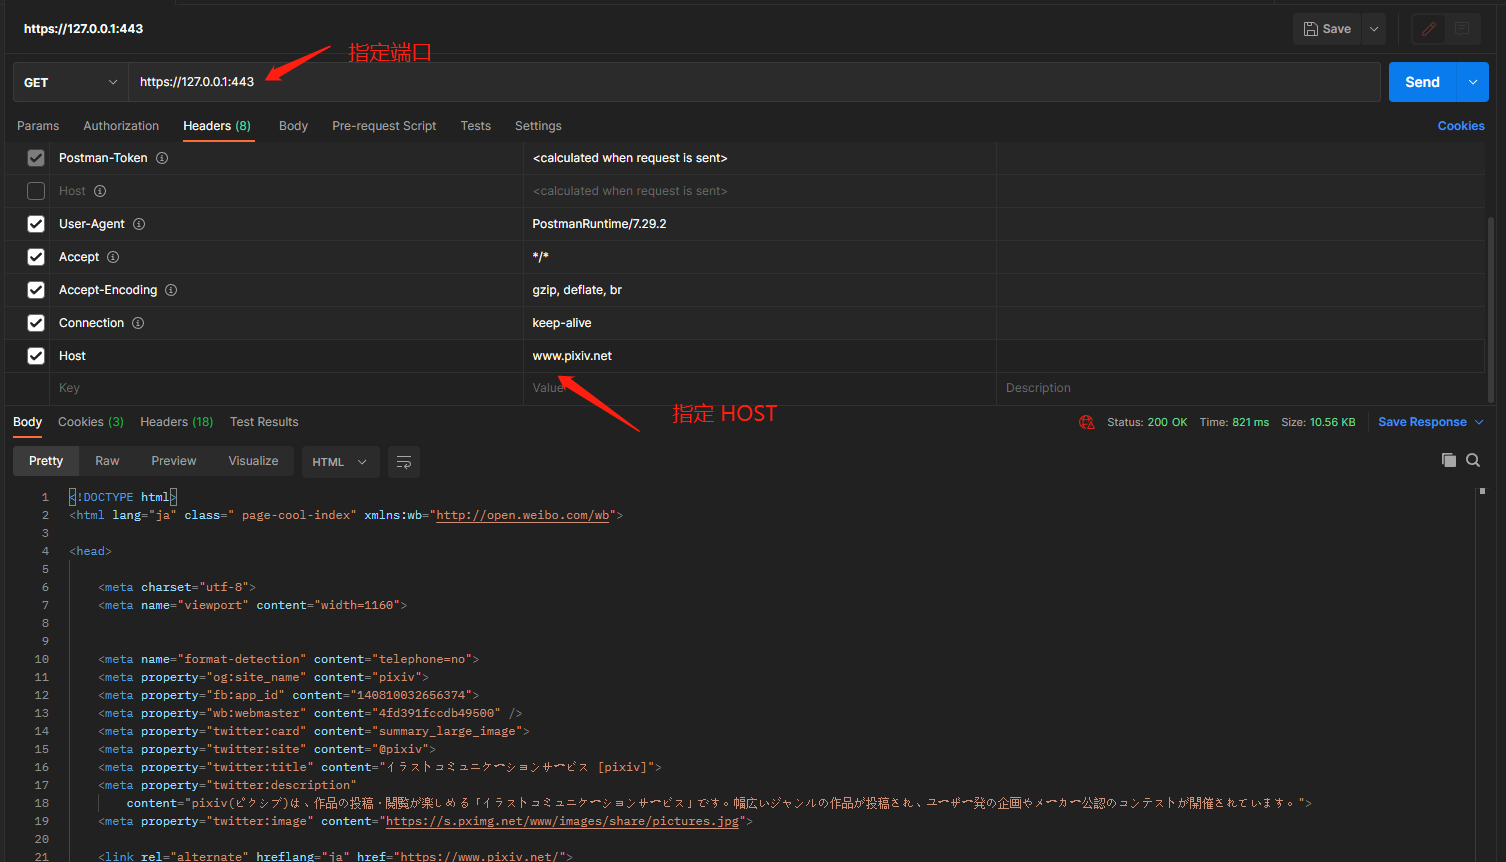 https://127.0.0.1:443
Save
指定端口
GET
https://127.0.0.1:443
Send
Params Authorization Headers (8) Body Pre-request Script Tests Settings Cookies
Postman-Token <calculated when request is sent>
Host <calculated when request is sent>
User-Agent PostmanRuntime/7.29.2
Accept */*
Accept-Encoding gzip, deflate, br
Connection keep-alive
Host www.pixiv.net
Key Value Description
指定 HOST
Body Cookies (3) Headers (18) Test Results Status: 200 OK Time: 821 ms Size: 10.56 KB Save Response
Pretty Raw Preview Visualize HTML
1 <!DOCTYPE html>
2 <html lang="ja" class=" page-cool-index" xmlns:wb="http://open.weibo.com/wb">
3
4 <head>
5
6 <meta charset="utf-8">
7 <meta name="viewport" content="width=1160">
8
9
10 <meta name="format-detection" content="telephone=no">
11 <meta property="og:site_name" content="pixiv">
12 <meta property="fb:app_id" content="140810032656374">
13 <meta property="wb:webmaster" content="4fd391fccdb49500" />
14 <meta property="twitter:card" content="summary_large_image">
15 <meta property="twitter:site" content="@pixiv">
16 <meta property="twitter:title" content="イラストコミュニケーションサービス [pixiv]">
17 <meta property="twitter:description"
18 content="pixiv(ピクシブ)は、作品の投稿・閲覧が楽しめる「イラストコミュニケーションサービス」です。幅広いジャンルの作品が投稿され、ユーザー発の企画やメーカー公認のコンテストが開催されています。">
19 <meta property="twitter:image" content="https://s.pximg.net/www/images/share/pictures.jpg">
20
21 <link rel="alternate" hreflang="ja" href="https://www.pixiv.net/">